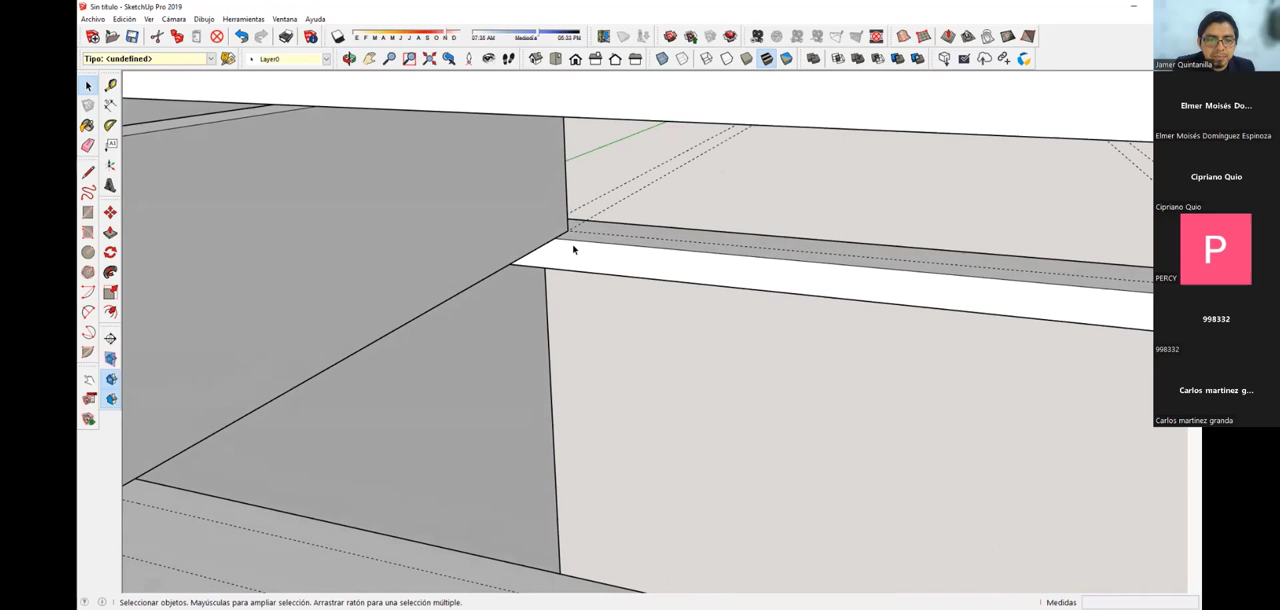 Sin título - SketchUp Pro 2019
Archivo Edición Ver Cámara Dibujo Herramientas Ventana Ayuda
E F M A M J J A S O N D
07:35 AM Mediodía 05:33 PM
Tipo: <undefined>
Layer0
A1
Jamer Quintanilla
Elmer Moisés Do...
Elmer Moisés Domínguez Espinoza
Cipriano Quio
Cipriano Quio
P
PERCY
998332
998332
Carlos martinez g...
Carlos martinez granda
Seleccionar objetos. Mayúsculas para ampliar selección. Arrastrar ratón para una selección múltiple.
Medidas